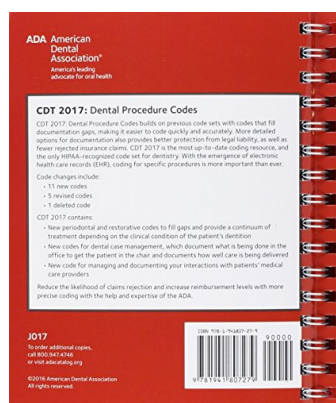 ADA American
Dental
Association®
America's leading
advocate for oral health
CDT 2017: Dental Procedure Codes
CDT 2017: Dental Procedure Codes builds on previous code sets with codes that fill
documentation gaps, making it easier to code quickly and accurately. More detailed
options for documentation also provides better protection from legal liability, as well as
fewer rejected insurance claims. CDT 2017 is the most up-to-date coding resource, and
the only HIPAA-recognized code set for dentistry. With the emergence of electronic
health care records (EHR), coding for specific procedures is more important than ever.
Code changes include:
• 11 new codes
• 5 revised codes
• 1 deleted code
CDT 2017 contains:
• New periodontal and restorative codes to fill gaps and provide a continuum of
treatment depending on the clinical condition of the patient's dentition
• New codes for dental case management, which document what is being done in the
office to get the patient in the chair and documents how well care is being delivered
• New code for managing and documenting your interactions with patients' medical
care providers
Reduce the likelihood of claims rejection and increase reimbursement levels with more
precise coding with the help and expertise of the ADA.
J017
To order additional copies,
call 800.947.4746
or visit adacatalog.org
©2016 American Dental Association
All rights reserved.
ISBN 978-1-941807-27-9
90000
9 781941 807279